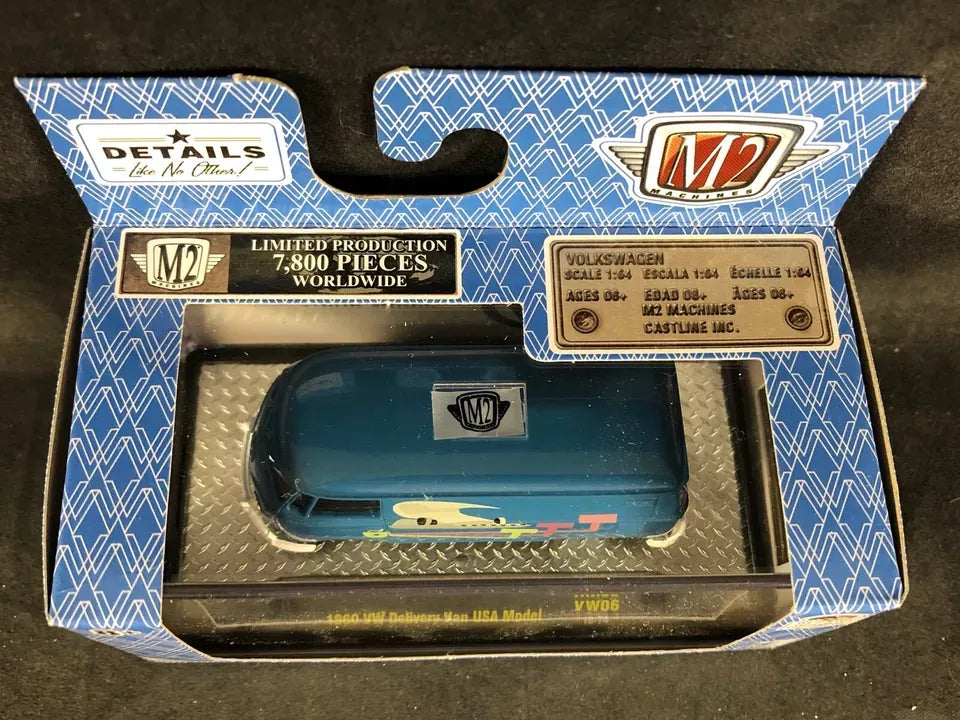 DETAILS
Like No Other!
M2
MACHINES
M2
MACHINES
LIMITED PRODUCTION
7,800 PIECES
WORLDWIDE
VOLKSWAGEN
SCALE 1:64 ESCALA 1:64 ÉCHELLE 1:64
AGES 08+ EDAD 08+ ÂGES 08+
M2 MACHINES
CASTLINE INC.
M2
T T T
VW06
1960 VW Delivery Van USA Model